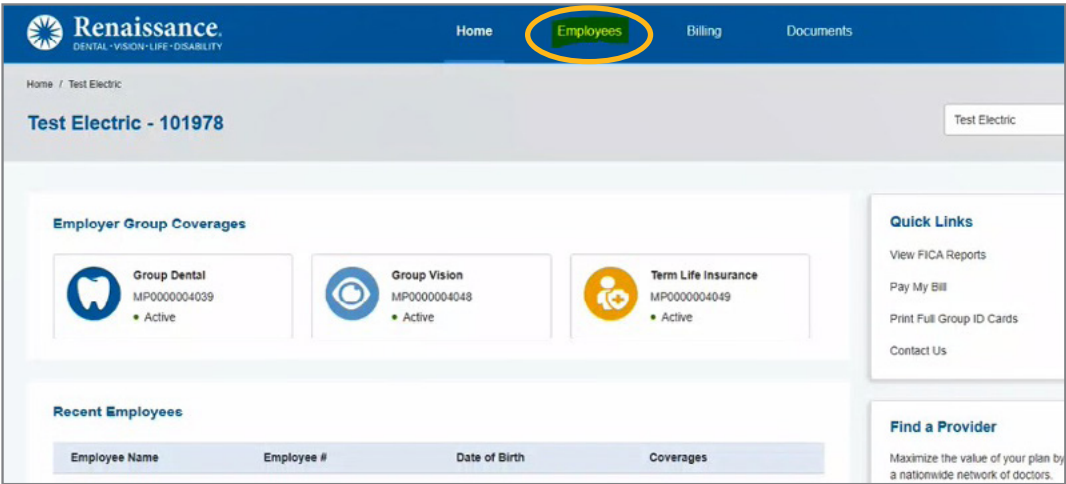 Renaissance.
DENTAL·VISION·LIFE·DISABILITY
Home Employees Billing Documents
Home / Test Electric
Test Electric - 101978
Test Electric
Employer Group Coverages
Group Dental
MP0000004039
• Active
Group Vision
MP0000004048
• Active
Term Life Insurance
MP0000004049
• Active
Quick Links
View FICA Reports
Pay My Bill
Print Full Group ID Cards
Contact Us
Recent Employees
Employee Name Employee # Date of Birth Coverages
Find a Provider
Maximize the value of your plan by
a nationwide network of doctors.